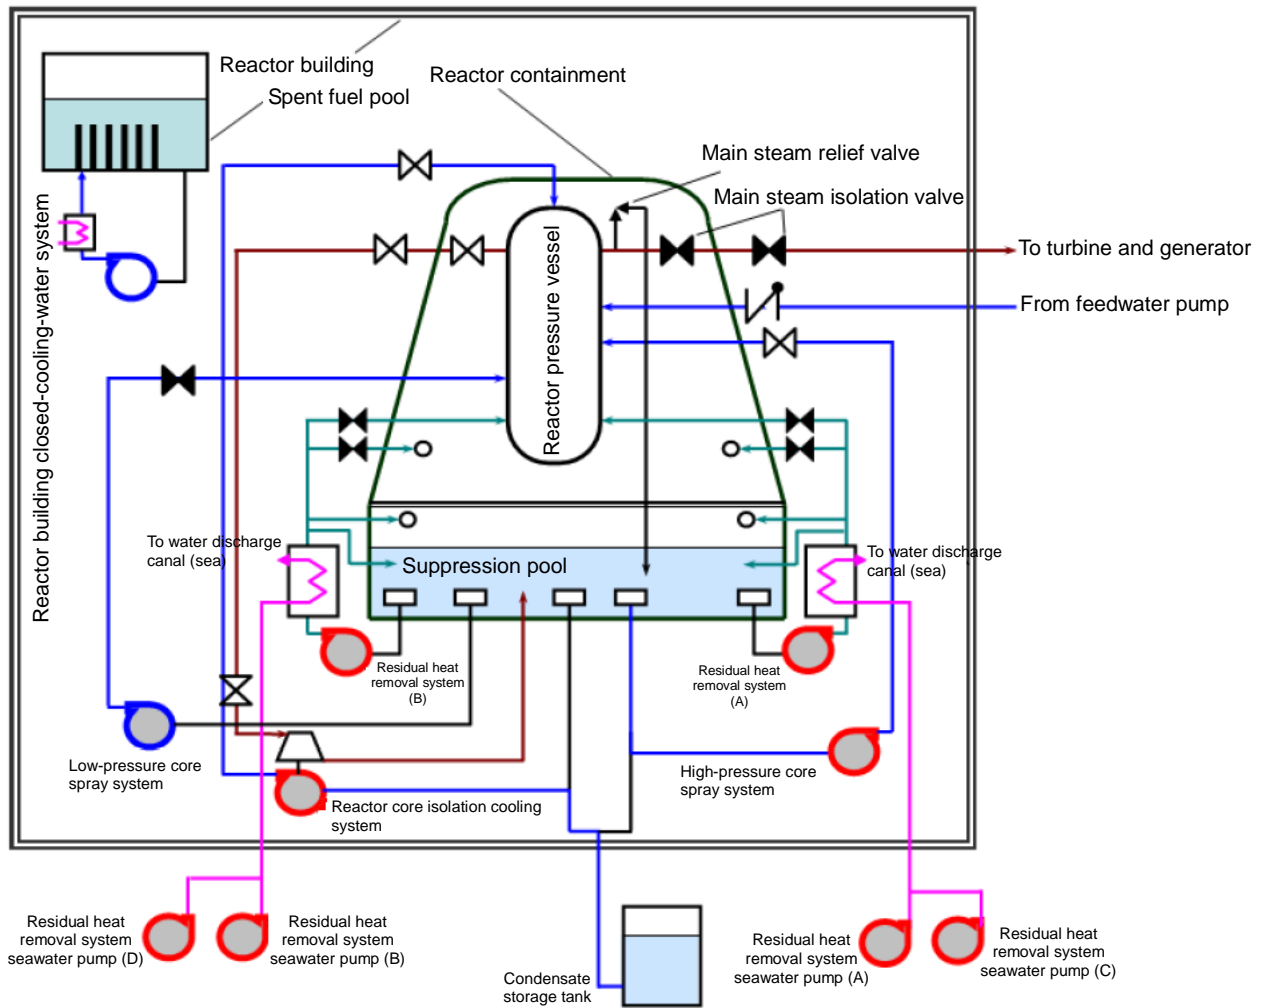 Reactor building
Spent fuel pool
Reactor containment
Main steam relief valve
Main steam isolation valve
To turbine and generator
From feedwater pump
Reactor building closed-cooling-water system
Reactor pressure vessel
To water discharge
canal (sea)
Suppression pool
To water discharge
canal (sea)
Residual heat
removal system
(B)
Residual heat
removal system
(A)
Low-pressure core
spray system
Reactor core isolation cooling
system
High-pressure core
spray system
Residual heat
removal system
seawater pump (D)
Residual heat
removal system
seawater pump (B)
Condensate
storage tank
Residual heat
removal system
seawater pump (A)
Residual heat
removal system
seawater pump (C)